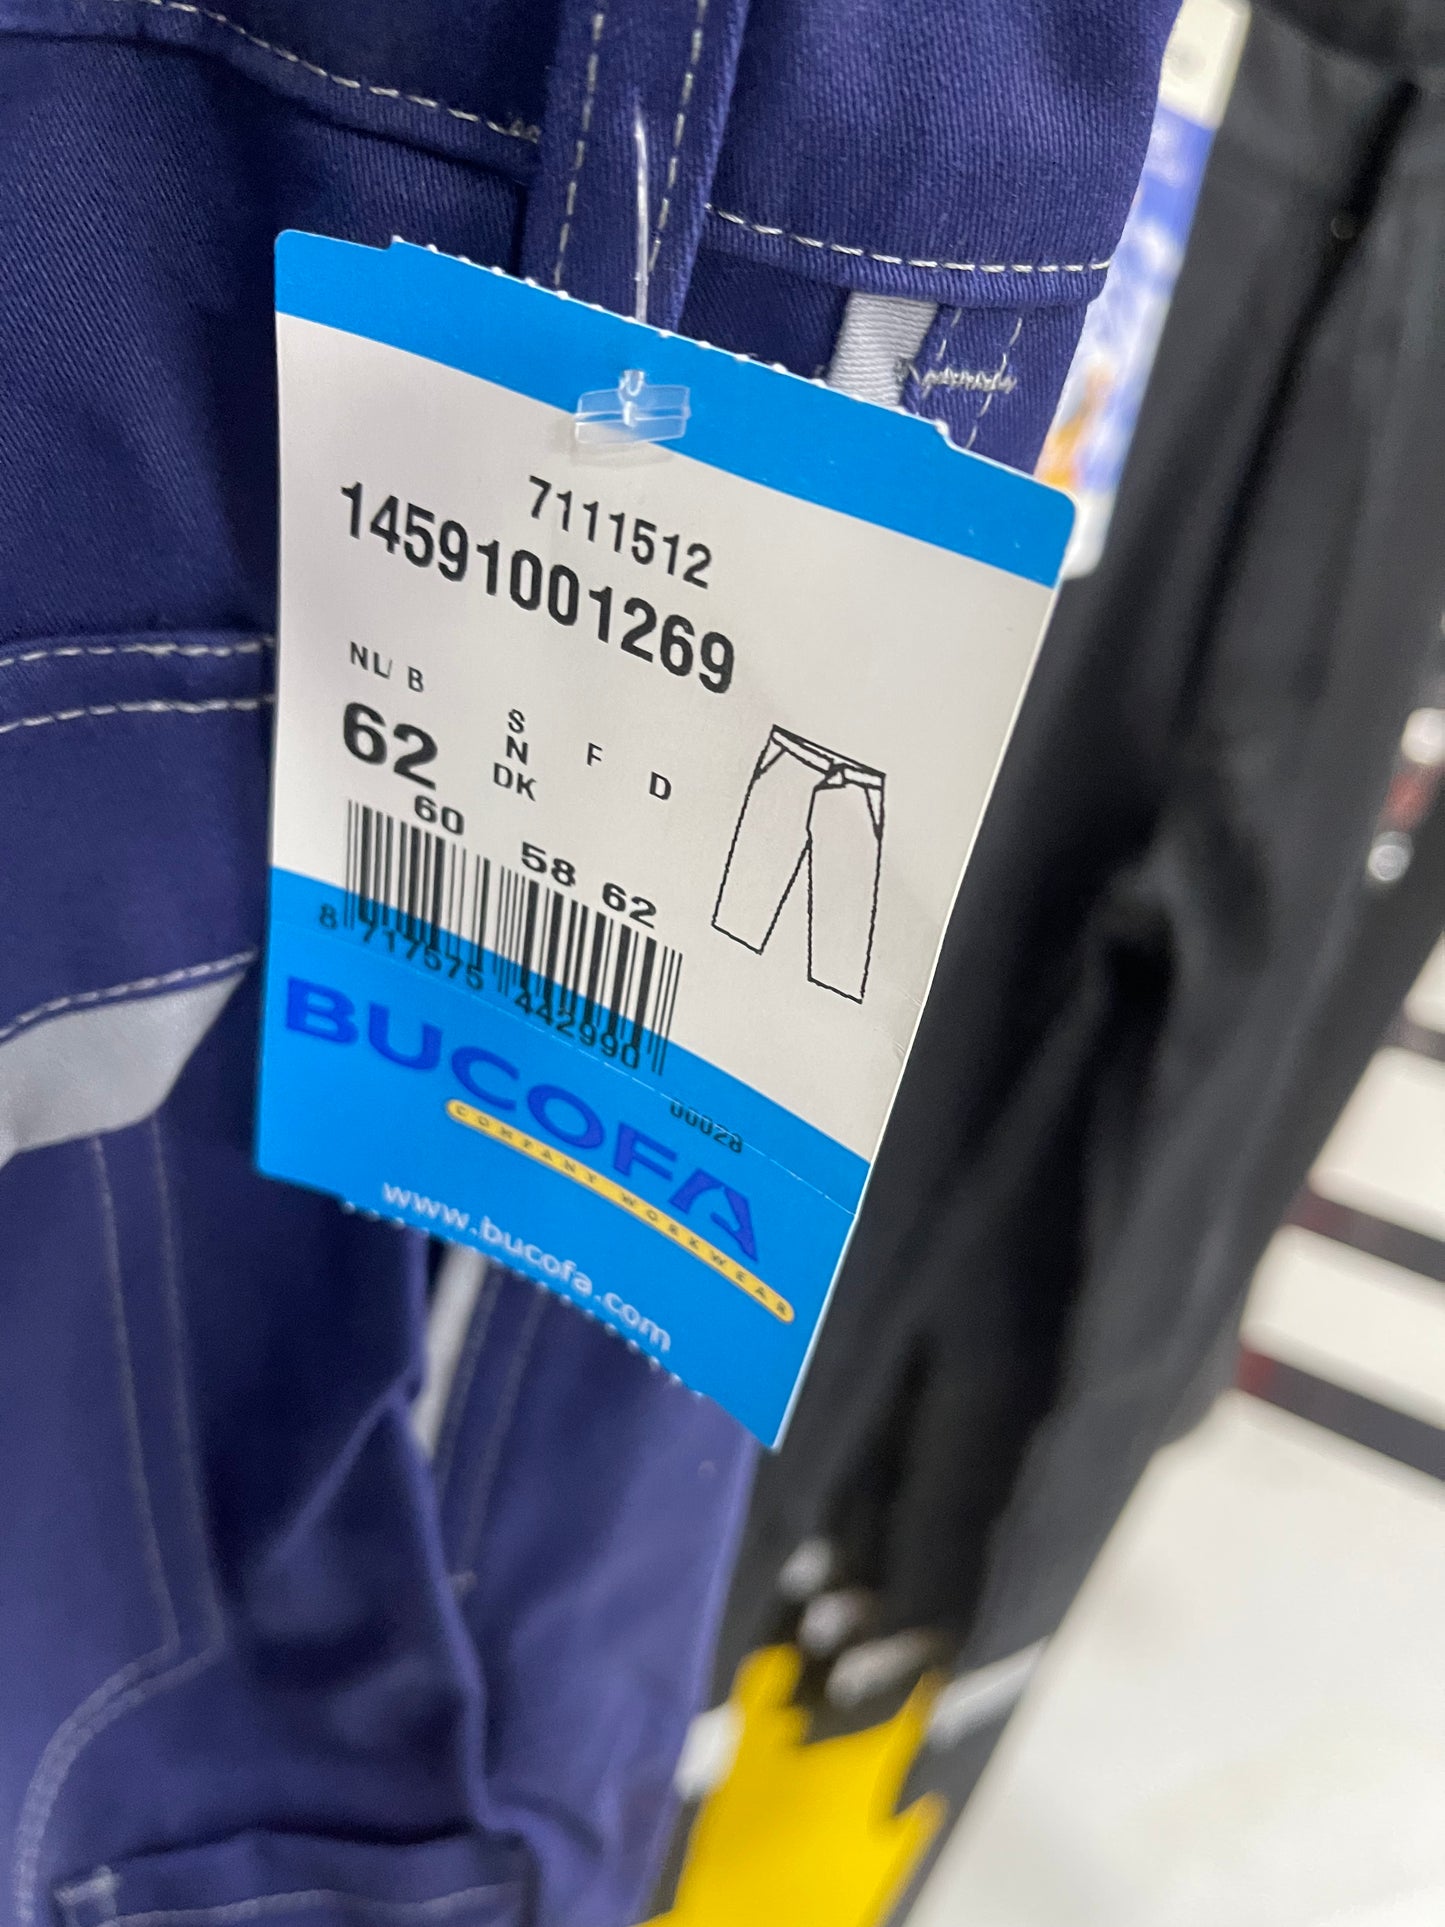 7111512
14591001269
NL/ B
S
N
DK
F
D
62
60
58
62
8 717575 442990
00028
BUCOFA
COMPANY WORKWEAR
www.bucofa.com